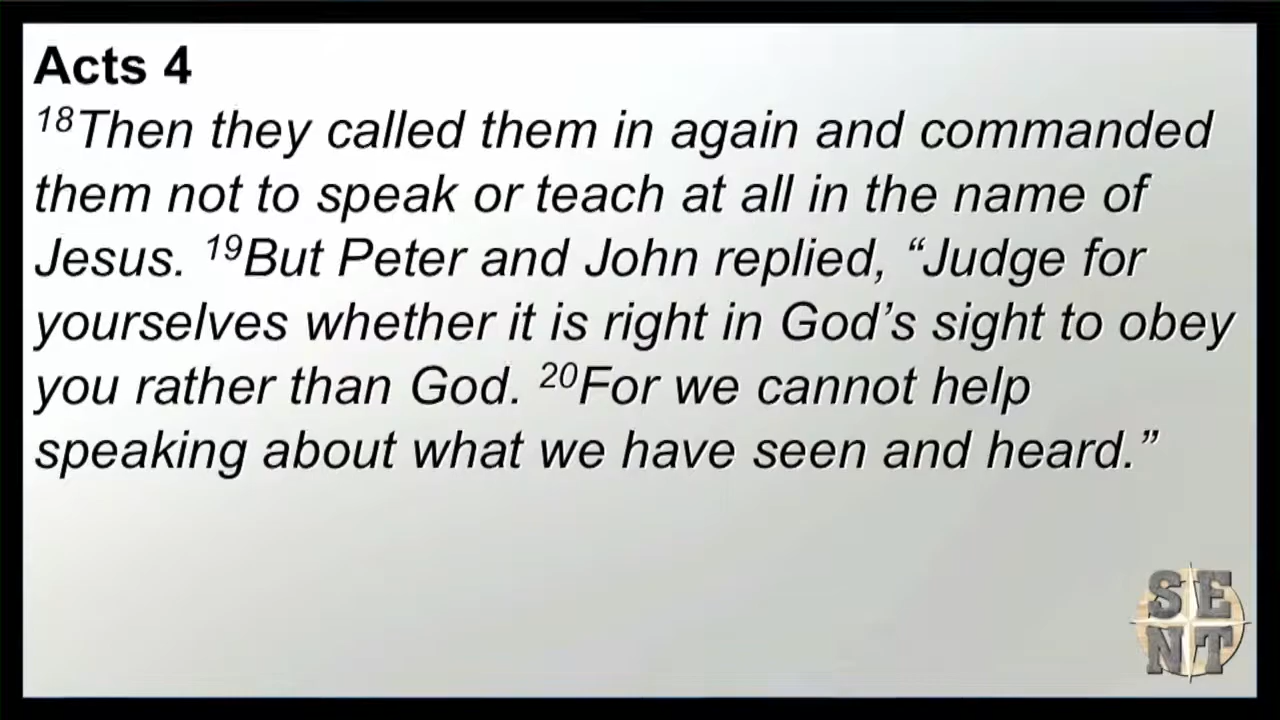 Acts 4
18Then they called them in again and commanded
them not to speak or teach at all in the name of
Jesus. 19But Peter and John replied, “Judge for
yourselves whether it is right in God’s sight to obey
you rather than God. 20For we cannot help
speaking about what we have seen and heard.”
SE
NT